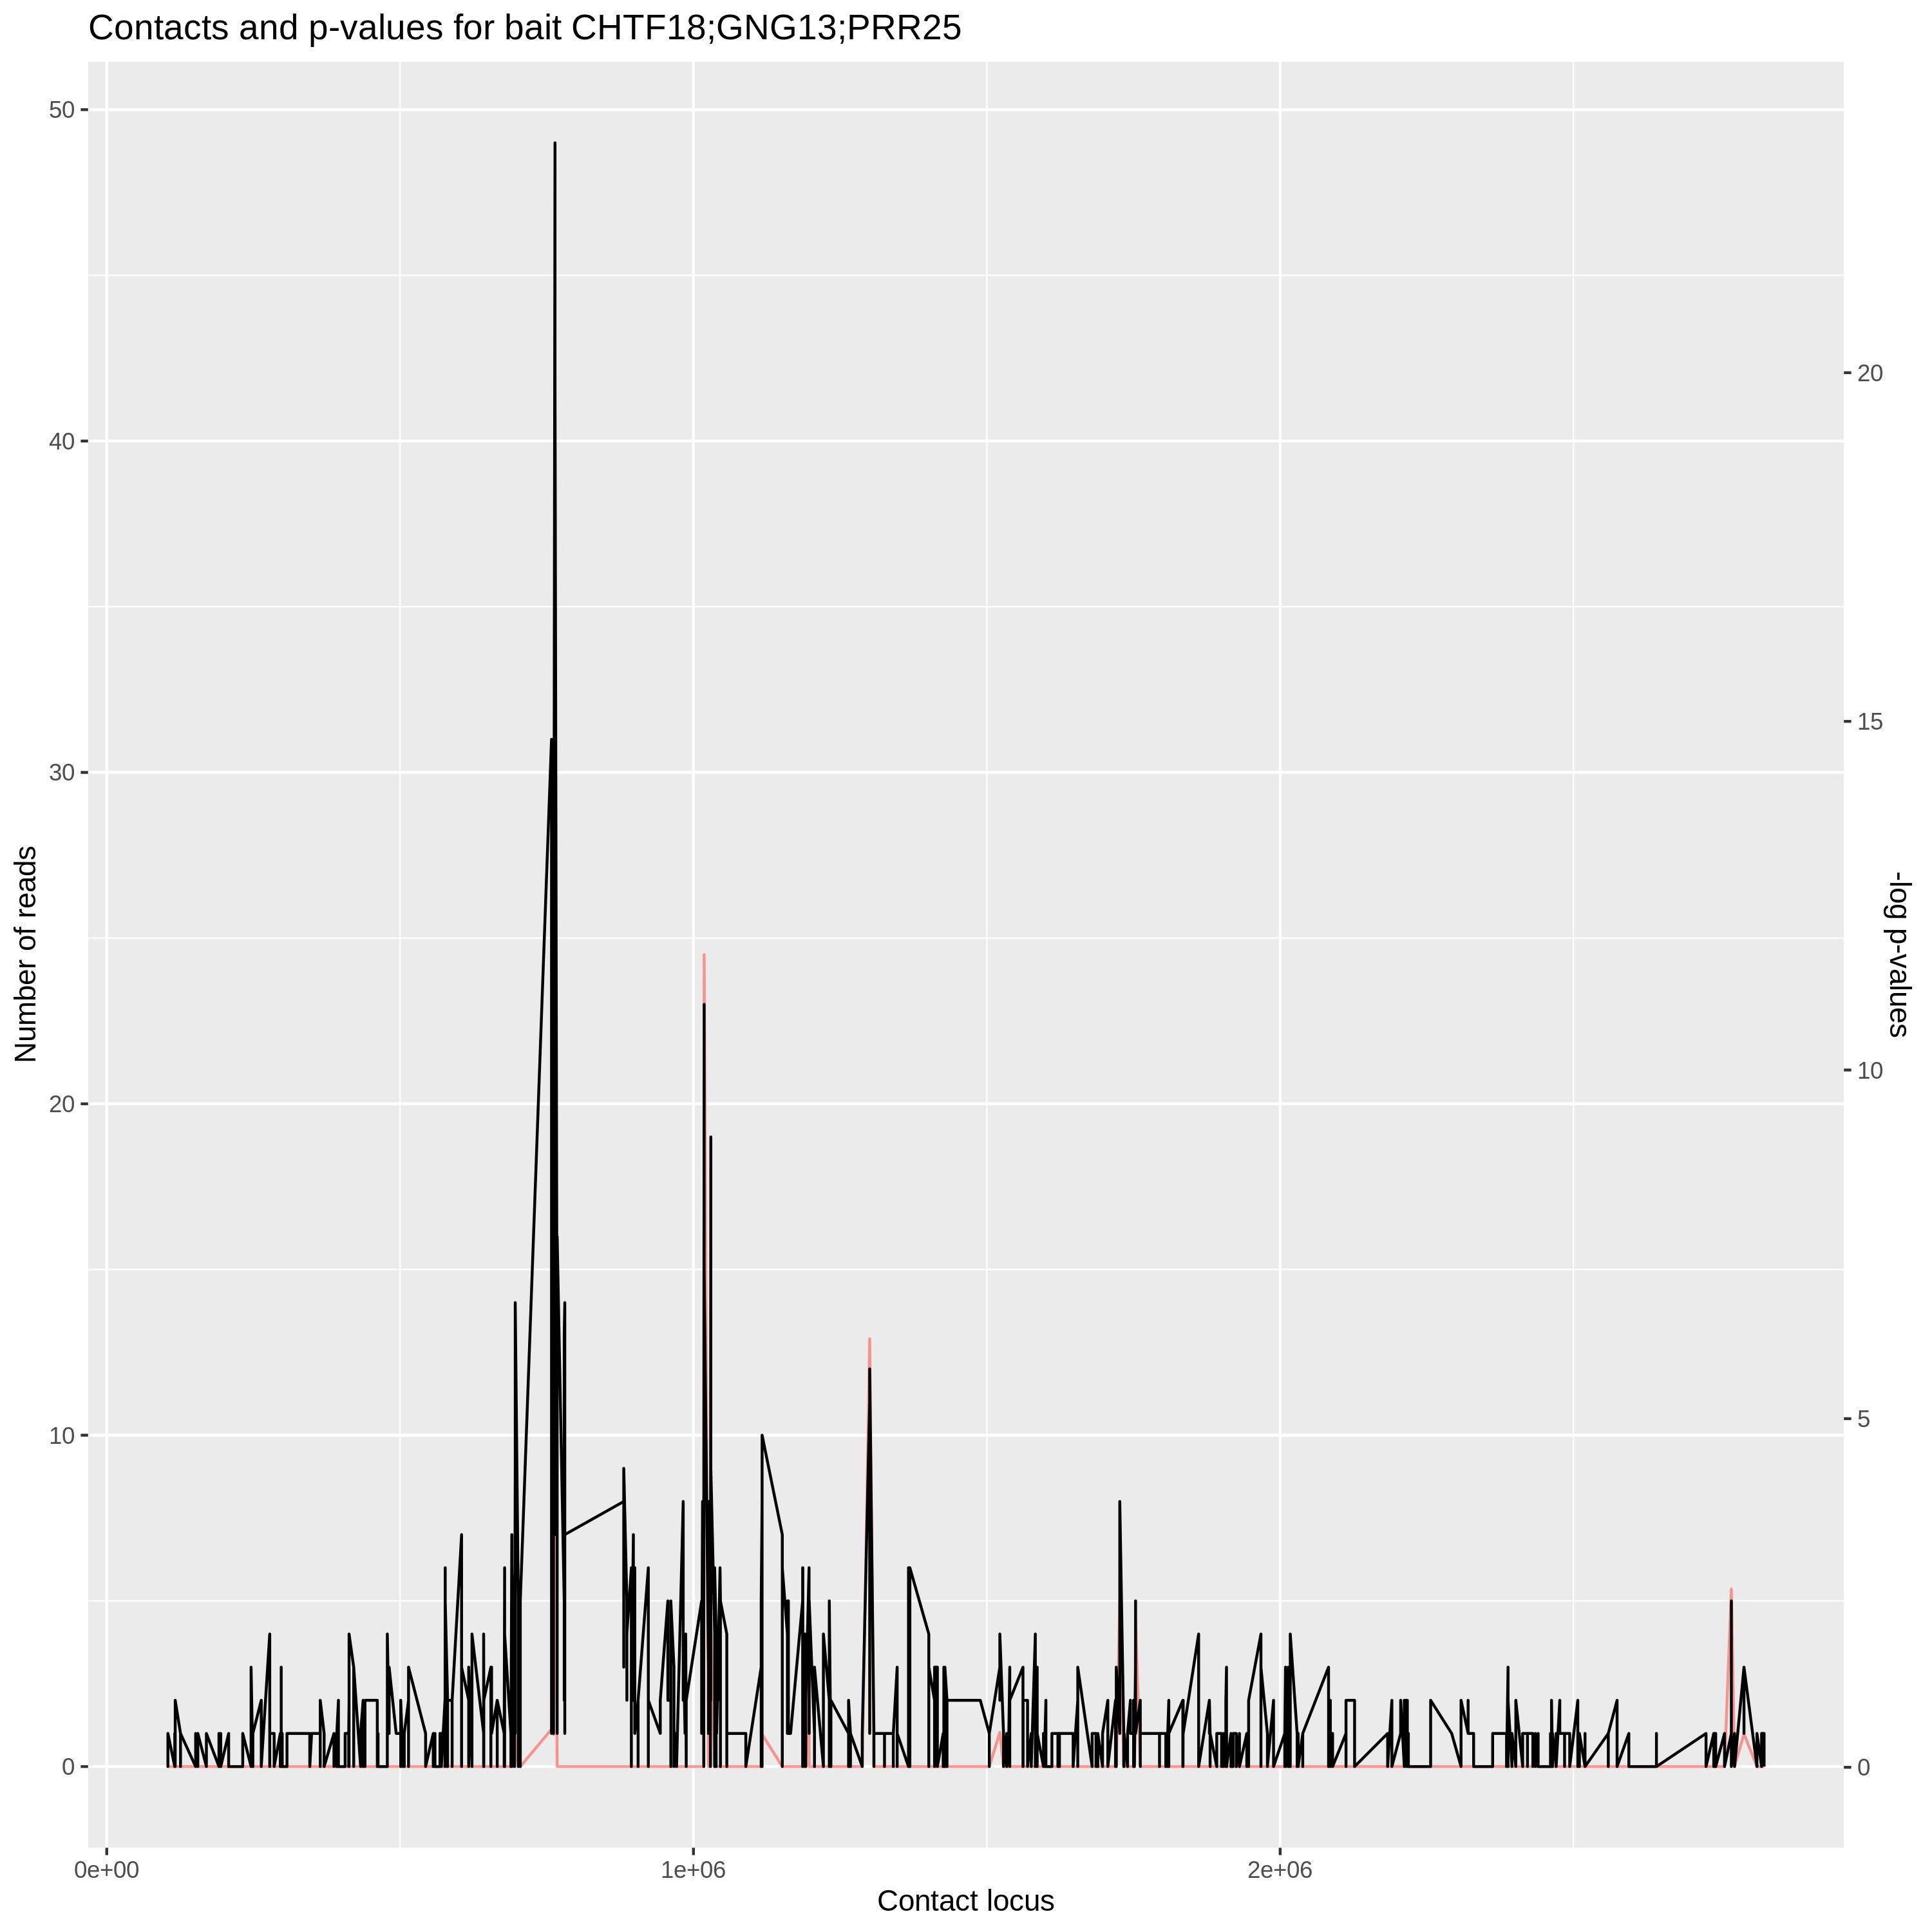 Contacts and p-values for bait CHTF18;GNG13;PRR25
50
40
30
20
10
0
Number of reads
20
15
10
5
0
-log p-values
0e+00
1e+06
2e+06
Contact locus